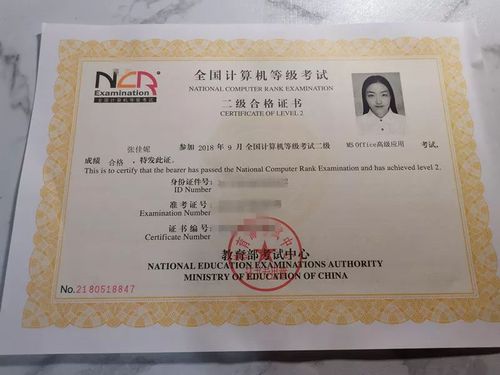 NCR
Examination
全国计算机等级考试
全国计算机等级考试
NATIONAL COMPUTER RANK EXAMINATION
二级合格证书
CERTIFICATE OF LEVEL 2
张佳妮 参加 2018 年 9 月 全国计算机等级考试二级 MS Office高级应用 考试,
成绩 合格 ,特发此证。
This is to certify that the bearer has passed the National Computer Rank Examination and has achieved level 2.
身份证件号:
ID Number
准考证号:
Examination Number
证书编号:
Certificate Number
教育部考试中心
NATIONAL EDUCATION EXAMINATIONS AUTHORITY
MINISTRY OF EDUCATION OF CHINA
No.2180518847